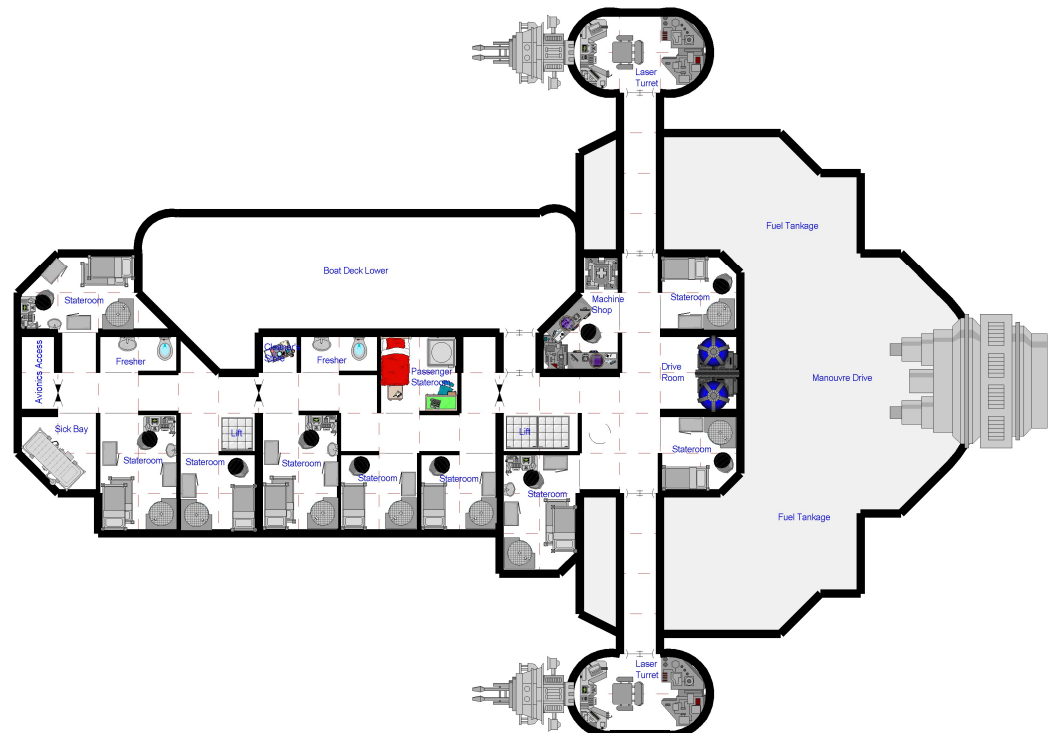 Laser
Turret
Fuel Tankage
Boat Deck Lower
Stateroom
Machine
Shop
Stateroom
Avionics Access
Fresher
Cleaner's
Fresher
Passenger
Stateroom
Drive
Room
Manouvre Drive
Sick Bay
Lift
Lift
Stateroom
Stateroom
Stateroom
Stateroom
Stateroom
Stateroom
Stateroom
Fuel Tankage
Laser
Turret